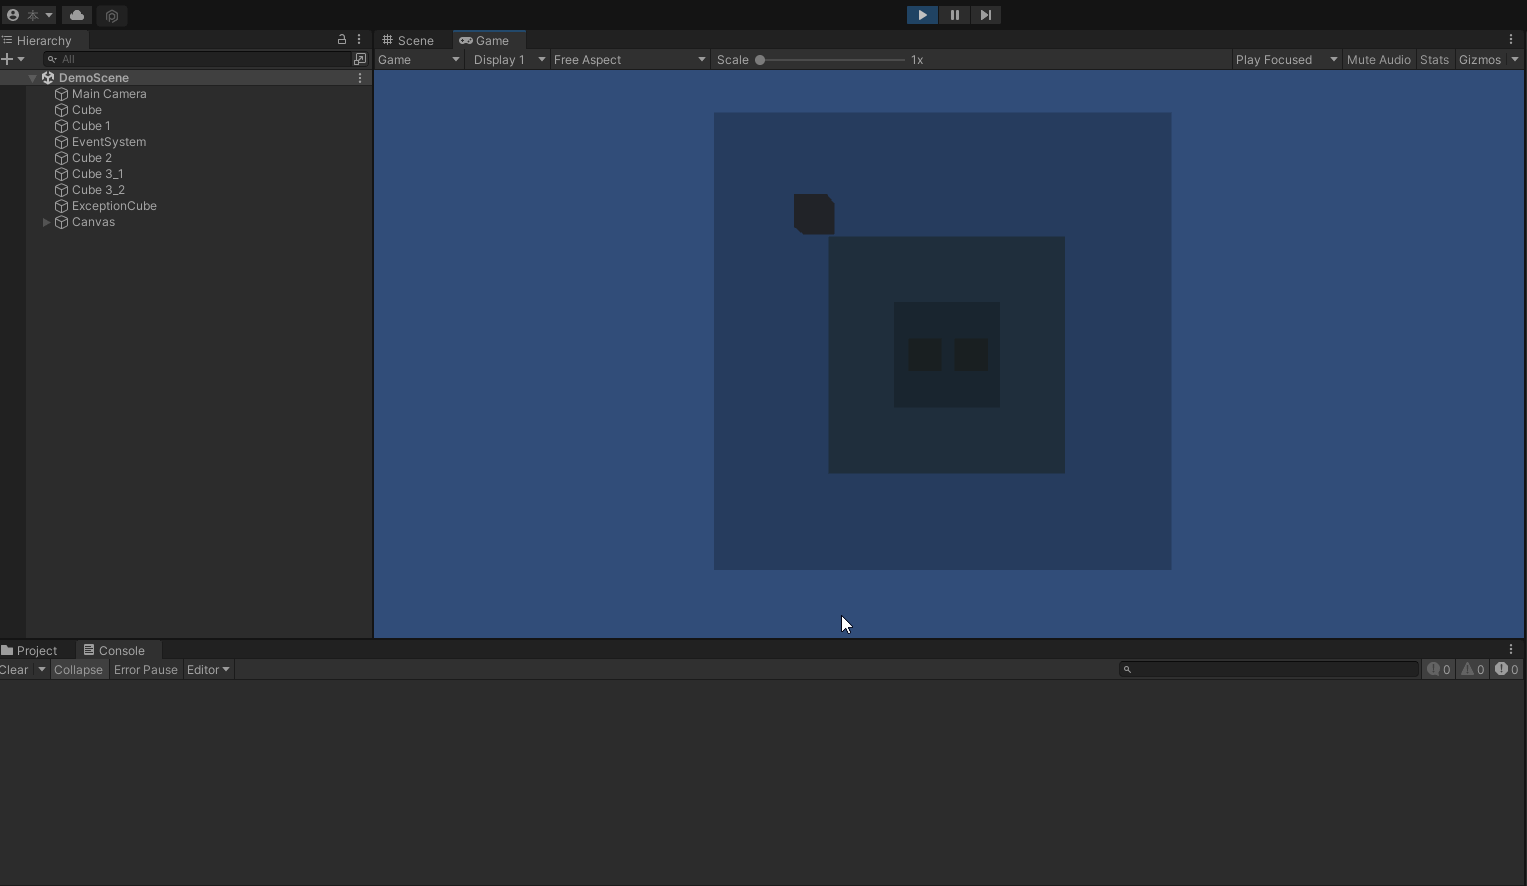 本
Hierarchy
All
DemoScene
Main Camera
Cube
Cube 1
EventSystem
Cube 2
Cube 3_1
Cube 3_2
ExceptionCube
Canvas
Scene Game
Game Display 1 Free Aspect Scale 1x Play Focused Mute Audio Stats Gizmos
Project Console
Clear Collapse Error Pause Editor 0 0 0